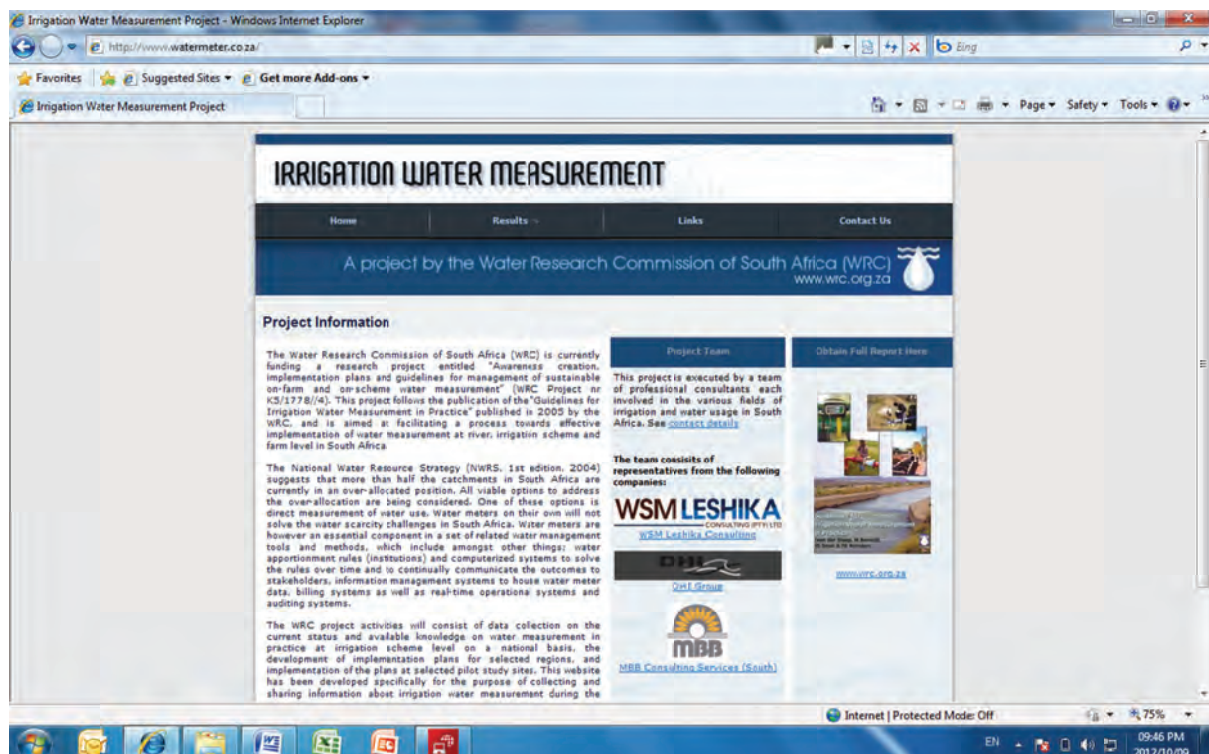 Irrigation Water Measurement Project - Windows Internet Explorer
http://www.watermeter.co.za/
Bing
Favorites Suggested Sites Get more Add-ons
Irrigation Water Measurement Project
Page Safety Tools
IRRIGATION WATER MEASUREMENT
Home Results Links Contact Us
A project by the Water Research Commission of South Africa (WRC)
www.wrc.org.za
Project Information
The Water Research Commission of South Africa (WRC) is currently
funding a research project entitled "Awareness creation,
implementation plans and guidelines for management of sustainable
on-farm and on-scheme water measurement" (WRC Project nr
K5/1778//4). This project follows the publication of the"Guidelines for
Irrigation Water Measurement in Practice" published is 2005 by the
WRC, and is aimed at facilitating a process towards effective
implementation of water measurement at river, irrigation scheme and
farm level in South Africa
The National Water Resource Strategy (NWRS, 1st edition, 2004)
suggests that more than half the catchments in South Africa are
currently in an over-allocated position. All viable options to address
the over-allocation are being considered. One of these options is
direct measurement of water use. Water meters on their own will not
solve the water scarcity challenges in South Africa. Water meters are
however an essential component in a set of related water management
tools and methods, which include amongst other things; water
apportionment rules (institutions) and computerized systems to solve
the rules over time and to continually communicate the outcomes to
stakeholders, information management systems to house water meter
data, billing systems as well as real-time operational systems and
auditing systems.
The WRC project activities will consist of data collection on the
current status and available knowledge on water measurement in
practice at irrigation scheme level on a national basis, the
development of implementation plans for selected regions, and
implementation of the plans at selected pilot study sites. This website
has been developed specifically for the purpose of collecting and
sharing information about irrigation water measurement during the
Project Team
This project is executed by a team
of professional consultants each
involved in the various fields of
irrigation and water usage in South
Africa. See contact details
The team consists of
representatives from the following
companies:
WSM LESHIKA
CONSULTING (PTY) LTD
WSM Leshika Consulting
MBB
MBB Consulting Services (South)
Obtain Full Report Here
www.wrc.org.za
Internet | Protected Mode: Off
75%
EN
09:46 PM
2012/10/09